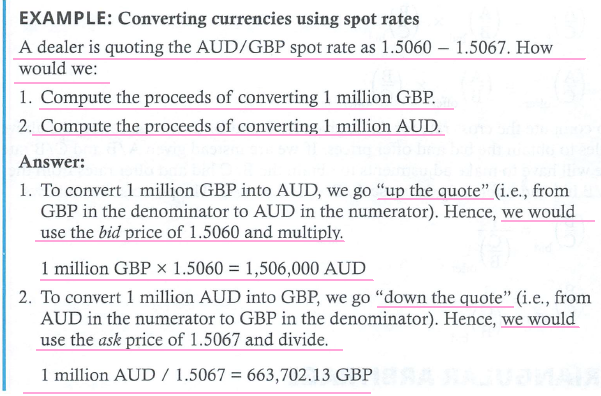 EXAMPLE: Converting currencies using spot rates
A dealer is quoting the AUD/GBP spot rate as 1.5060 – 1.5067. How
would we:
1. Compute the proceeds of converting 1 million GBP.
2. Compute the proceeds of converting 1 million AUD.
Answer:
1. To convert 1 million GBP into AUD, we go “up the quote” (i.e., from
GBP in the denominator to AUD in the numerator). Hence, we would
use the bid price of 1.5060 and multiply.
1 million GBP × 1.5060 = 1,506,000 AUD
2. To convert 1 million AUD into GBP, we go “down the quote” (i.e., from
AUD in the numerator to GBP in the denominator). Hence, we would
use the ask price of 1.5067 and divide.
1 million AUD / 1.5067 = 663,702.13 GBP